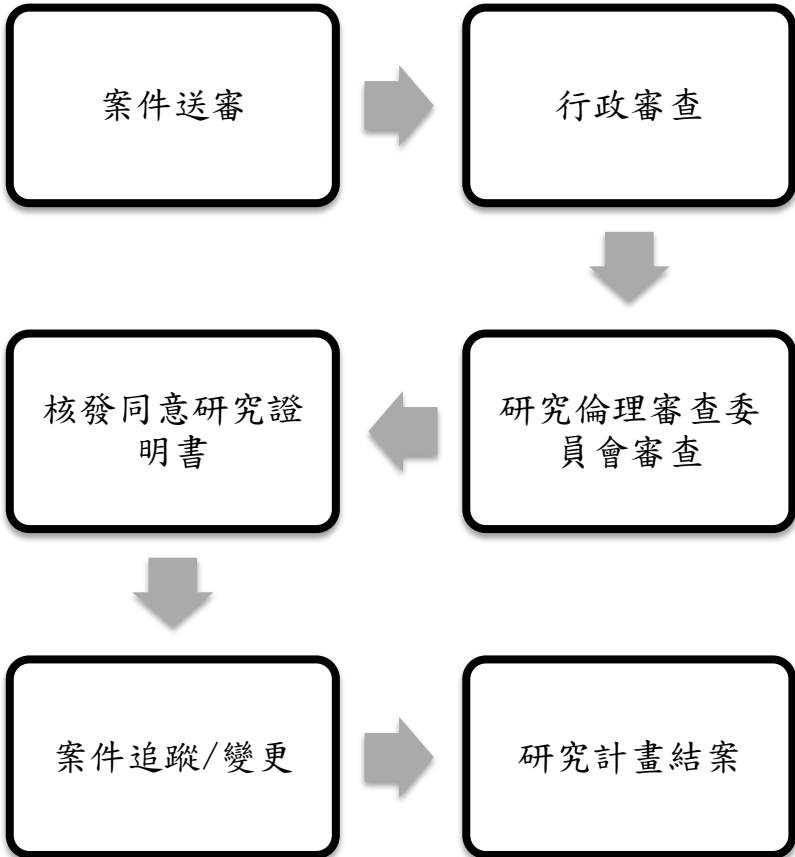 案件送審
行政審查
研究倫理審查委
員會審查
核發同意研究證
明書
案件追蹤/變更
研究計畫結案